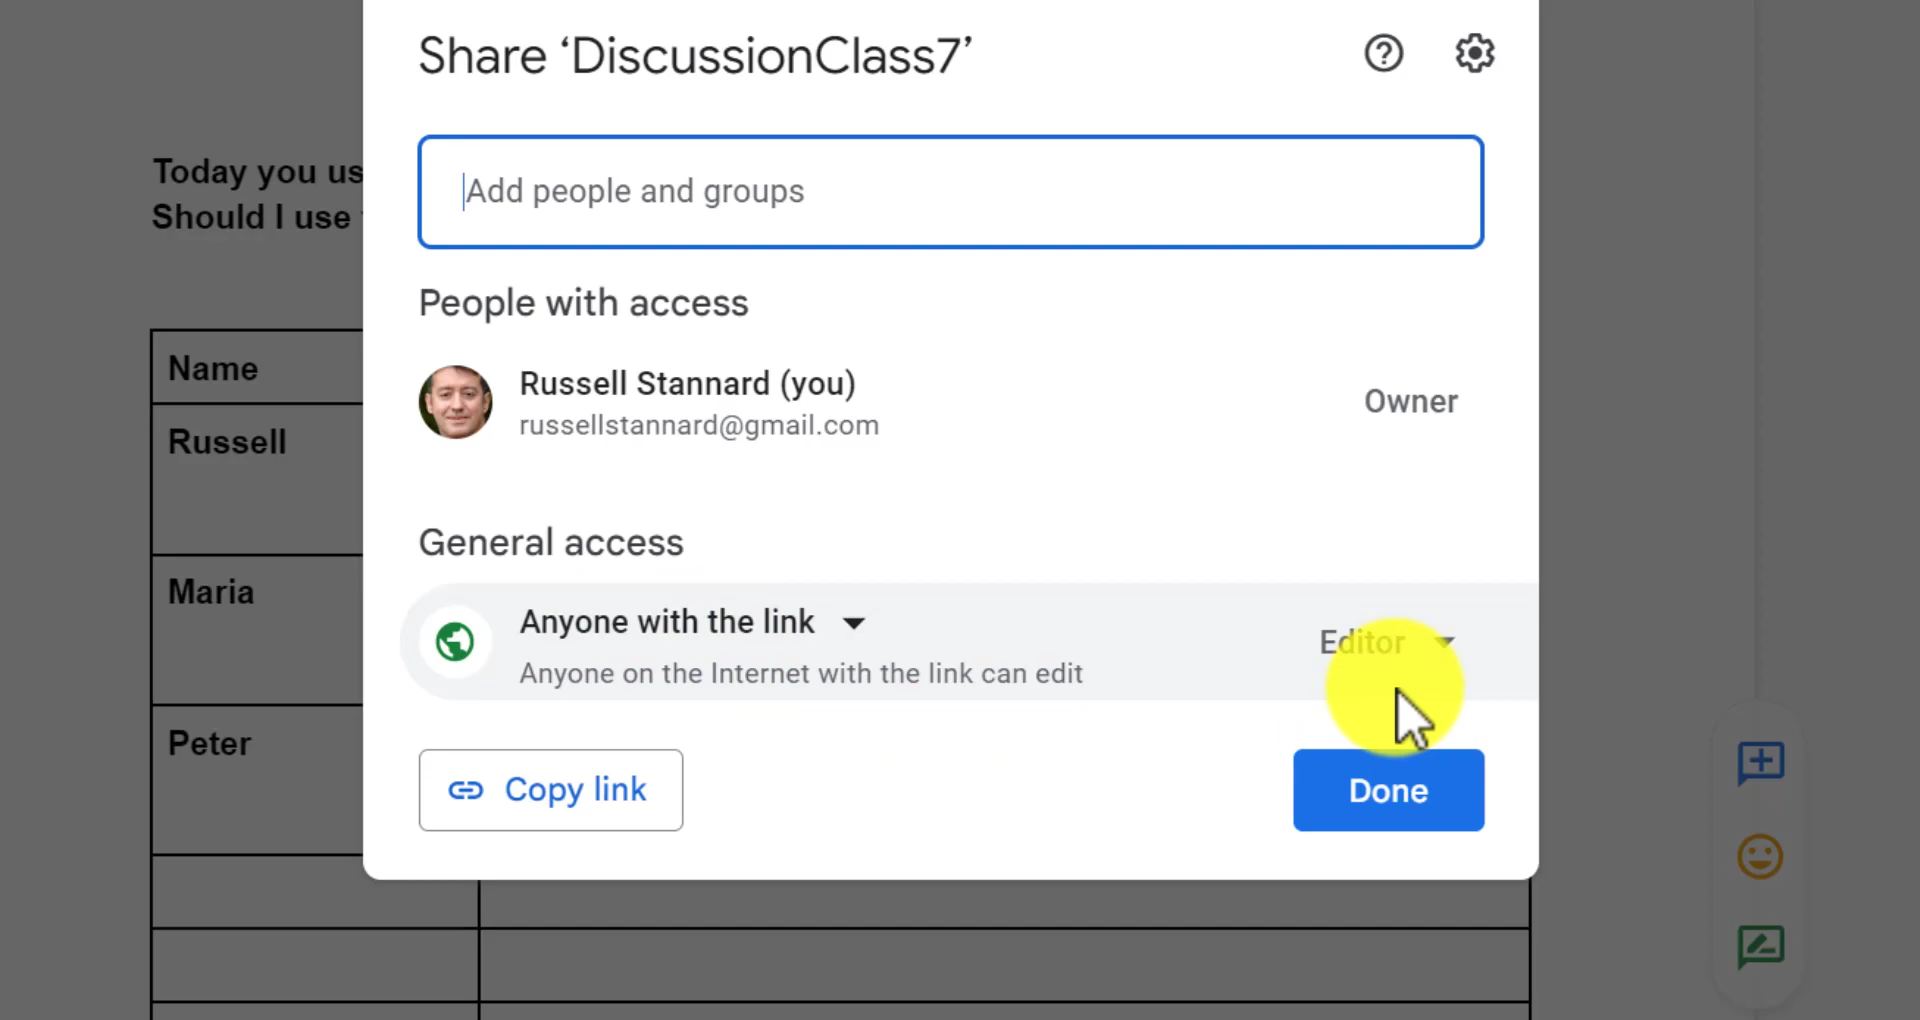 Share ‘DiscussionClass7’
Today you us
Should I use
Add people and groups
People with access
Name
Russell Stannard (you)
russellstannard@gmail.com
Owner
Russell
General access
Maria
Anyone with the link
Anyone on the Internet with the link can edit
Editor
Peter
Copy link
Done